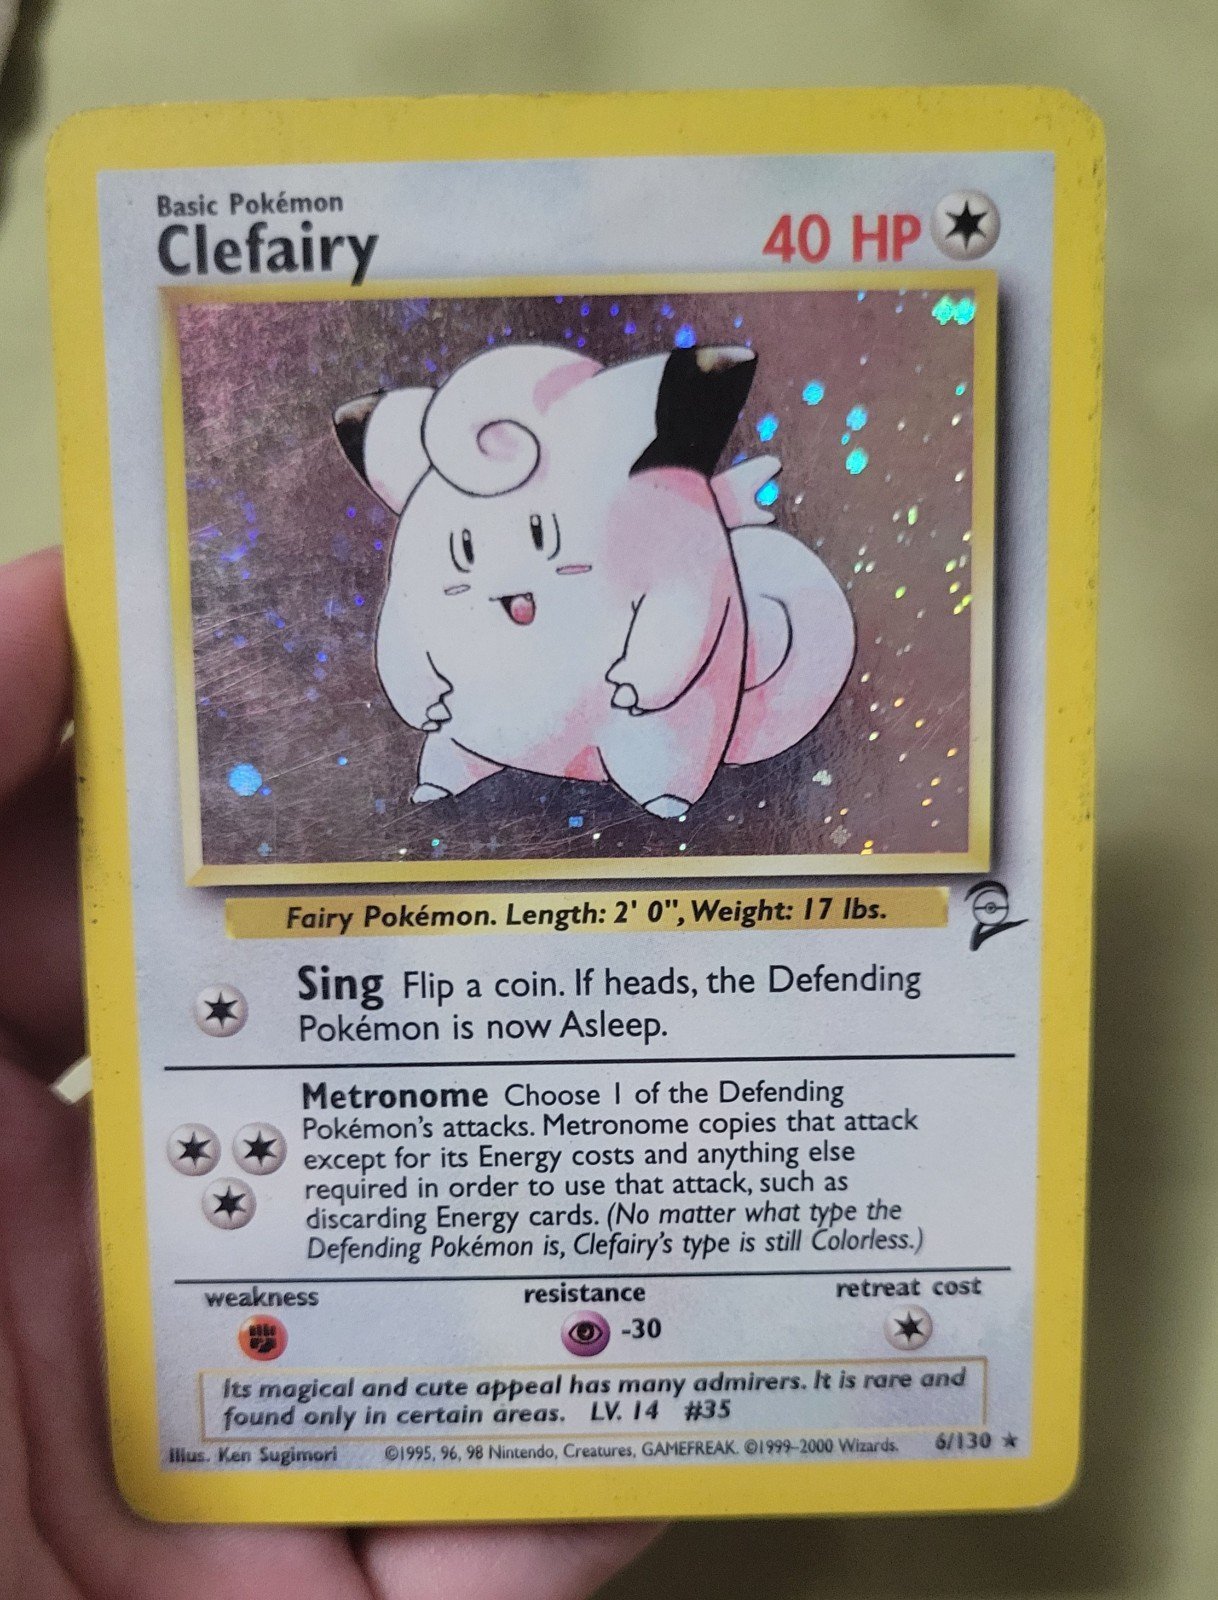 Basic Pokémon
Clefairy
40 HP
Fairy Pokémon. Length: 2' 0", Weight: 17 lbs.
Sing Flip a coin. If heads, the Defending
Pokémon is now Asleep.
Metronome Choose 1 of the Defending
Pokémon's attacks. Metronome copies that attack
except for its Energy costs and anything else
required in order to use that attack, such as
discarding Energy cards. (No matter what type the
Defending Pokémon is, Clefairy's type is still Colorless.)
weakness resistance retreat cost
-30
Its magical and cute appeal has many admirers. It is rare and
found only in certain areas. LV. 14 #35
Illus. Ken Sugimori ©1995, 96, 98 Nintendo, Creatures, GAMEFREAK. ©1999–2000 Wizards. 6/130 ★